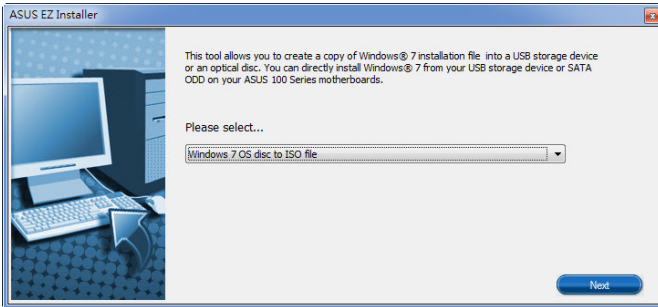 ASUS EZ Installer
This tool allows you to create a copy of Windows® 7 installation file into a USB storage device
or an optical disc. You can directly install Windows® 7 from your USB storage device or SATA
ODD on your ASUS 100 Series motherboards.
Please select...
Windows 7 OS disc to ISO file
Next